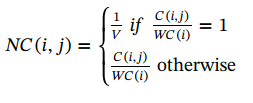 NC(i, j) = { 1/V if C(i,j)/WC(i) = 1
C(i,j)/WC(i) otherwise